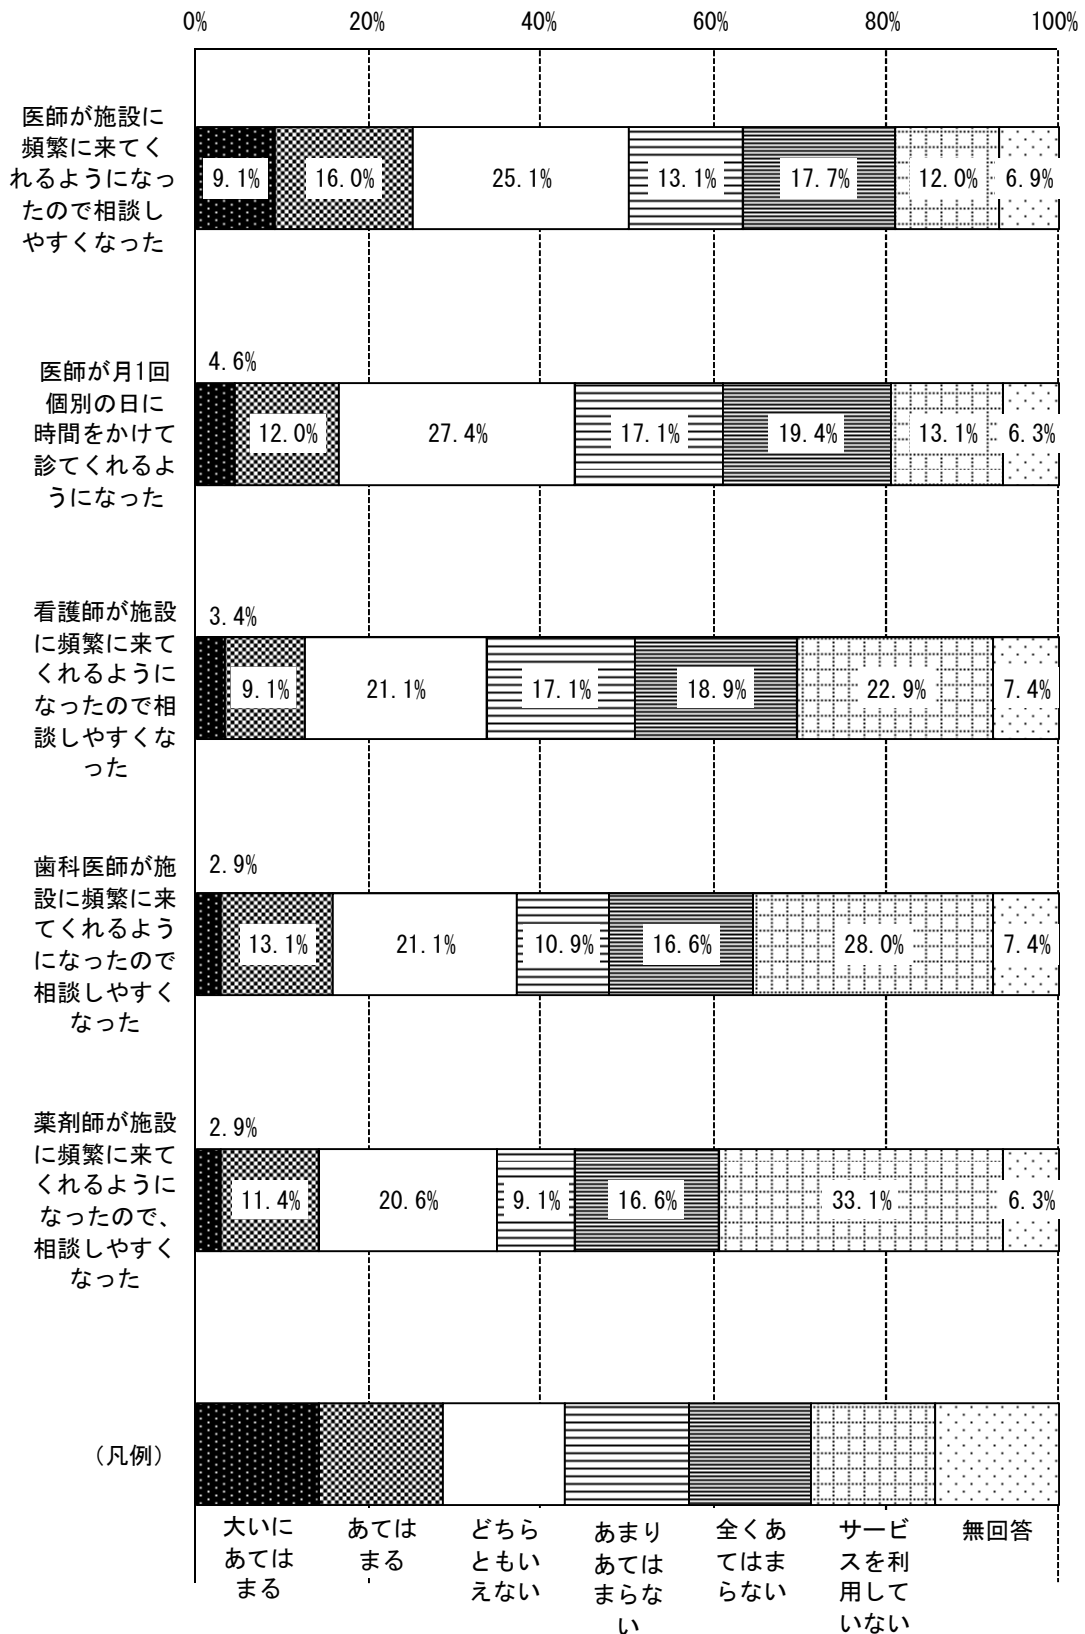 0% 20% 40% 60% 80% 100%
医師が施設に
頻繁に来てく
れるようになっ
たので相談し
やすくなった
9.1% 16.0% 25.1% 13.1% 17.7% 12.0% 6.9%
医師が月1回
個別の日に
時間をかけて
診てくれるよ
うになった
4.6%
12.0% 27.4% 17.1% 19.4% 13.1% 6.3%
看護師が施設
に頻繁に来て
くれるように
なったので相
談しやすくな
った
3.4%
9.1% 21.1% 17.1% 18.9% 22.9% 7.4%
歯科医師が施
設に頻繁に来
てくれるよう
になったので
相談しやすく
なった
2.9%
13.1% 21.1% 10.9% 16.6% 28.0% 7.4%
薬剤師が施設
に頻繁に来て
くれるように
なったので、
相談しやすく
なった
2.9%
11.4% 20.6% 9.1% 16.6% 33.1% 6.3%
（凡例）
大いに
あては
まる
あては
まる
どちら
ともい
えない
あまり
あては
まらな
い
全くあ
てはま
らない
サービ
スを利
用して
いない
無回答